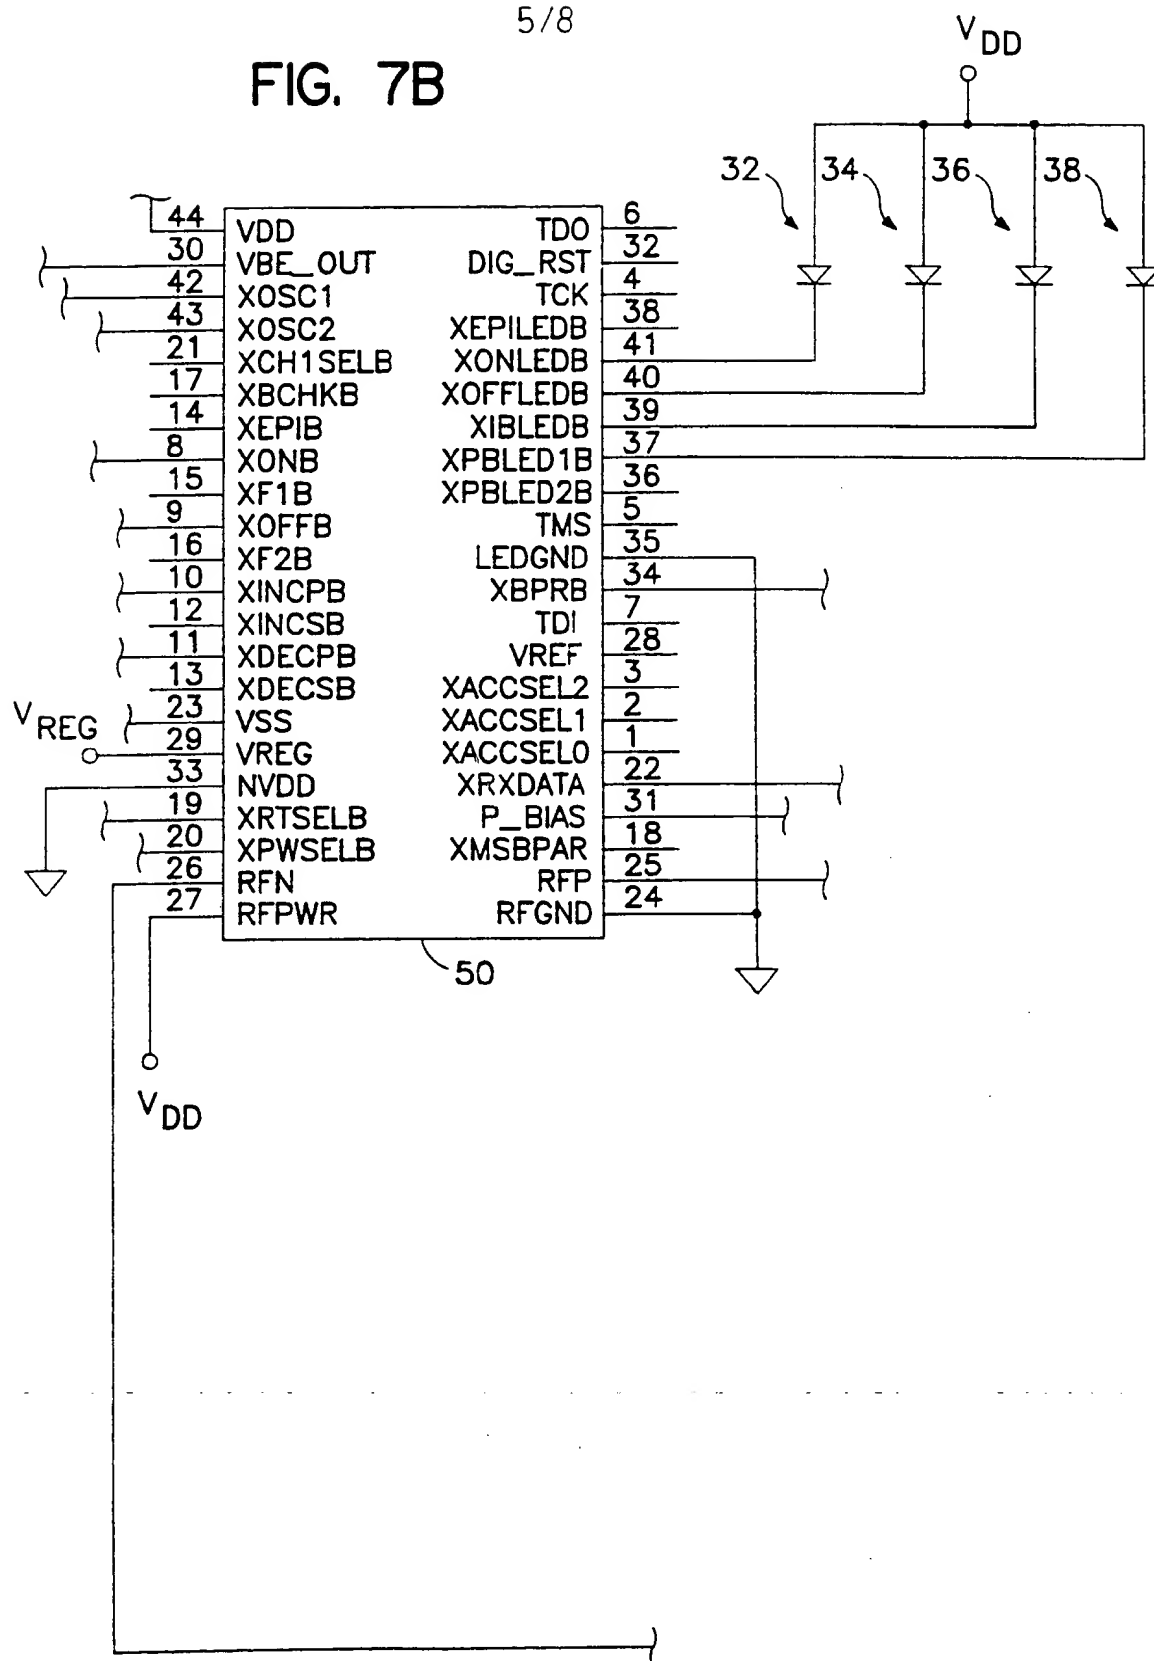 5/8
FIG. 7B
VDD
32 34 36 38
44 VDD TDO 6
30 VBE_OUT DIG_RST 32
42 XOSC1 TCK 4
43 XOSC2 XEPILEDB 38
21 XCH1SELB XONLEDB 41
17 XBCHKB XOFFLEDB 40
14 XEPIB XIBLEDB 39
8 XONB XPBLED1B 37
15 XF1B XPBLED2B 36
9 XOFFB TMS 5
16 XF2B LEDGND 35
10 XINCPB XBPRB 34
12 XINCSB TDI 7
11 XDECPB VREF 28
13 XDECSB XACCSEL2 3
23 VSS XACCSEL1 2
VREG 29 VREG XACCSEL0 1
33 NVDD XRXDATA 22
19 XRTSELB P_BIAS 31
20 XPWSELB XMSBPAR 18
26 RFN RFP 25
27 RFPWR RFGND 24
50
VDD